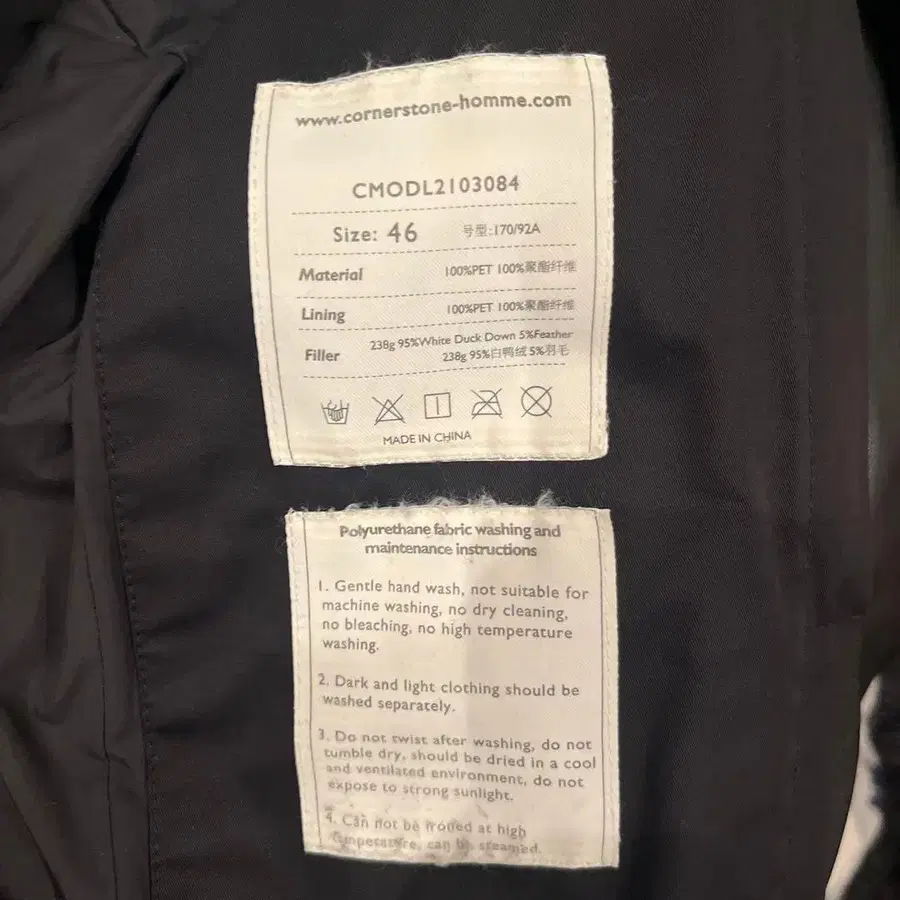 www.cornerstone-homme.com
CMODL2103084
Size: 46 号型:170/92A
Material 100%PET 100%聚酯纤维
Lining 100%PET 100%聚酯纤维
Filler 238g 95%White Duck Down 5%Feather
238g 95%白鸭绒 5%羽毛
MADE IN CHINA
Polyurethane fabric washing and
maintenance instructions
1. Gentle hand wash, not suitable for
machine washing, no dry cleaning,
no bleaching, no high temperature
washing.
2. Dark and light clothing should be
washed separately.
3. Do not twist after washing, do not
tumble dry, should be dried in a cool
and ventilated environment, do not
expose to strong sunlight.
4. Can not be ironed at high
temperature, can be steamed.